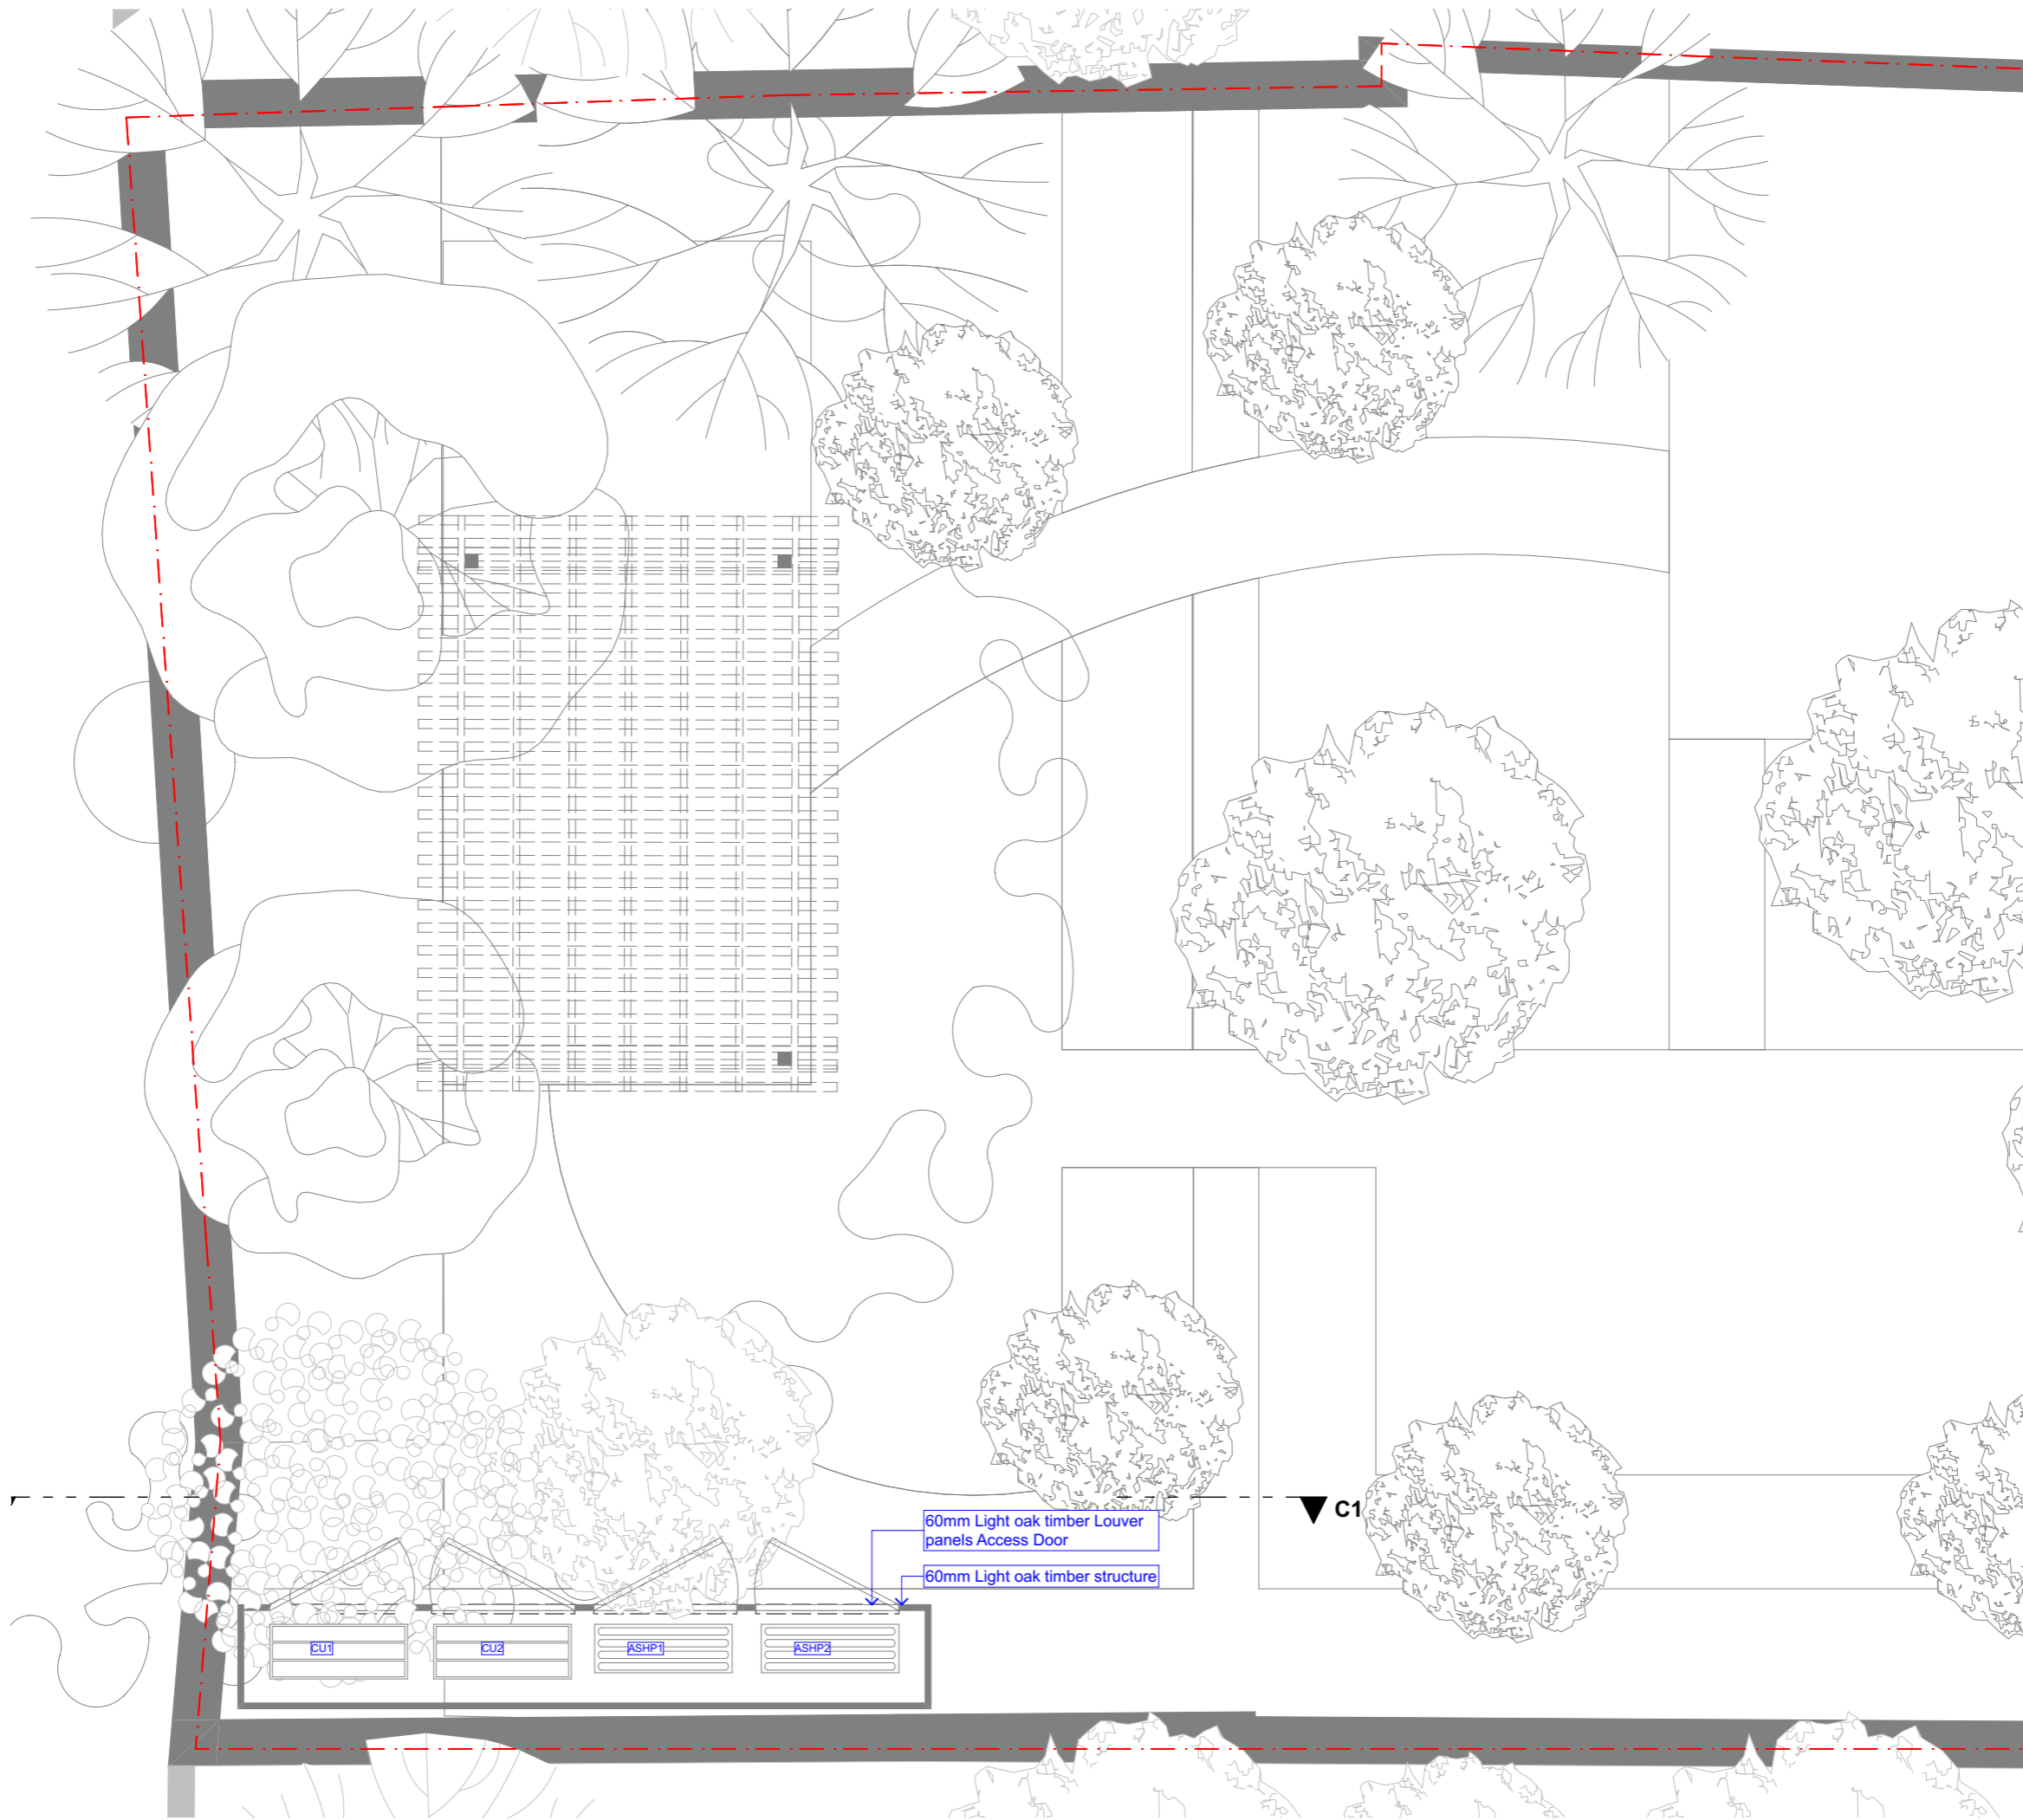 60mm Light oak timber Louver
panels Access Door
C1
60mm Light oak timber structure
CU1
CU2
ASHP1
ASHP2